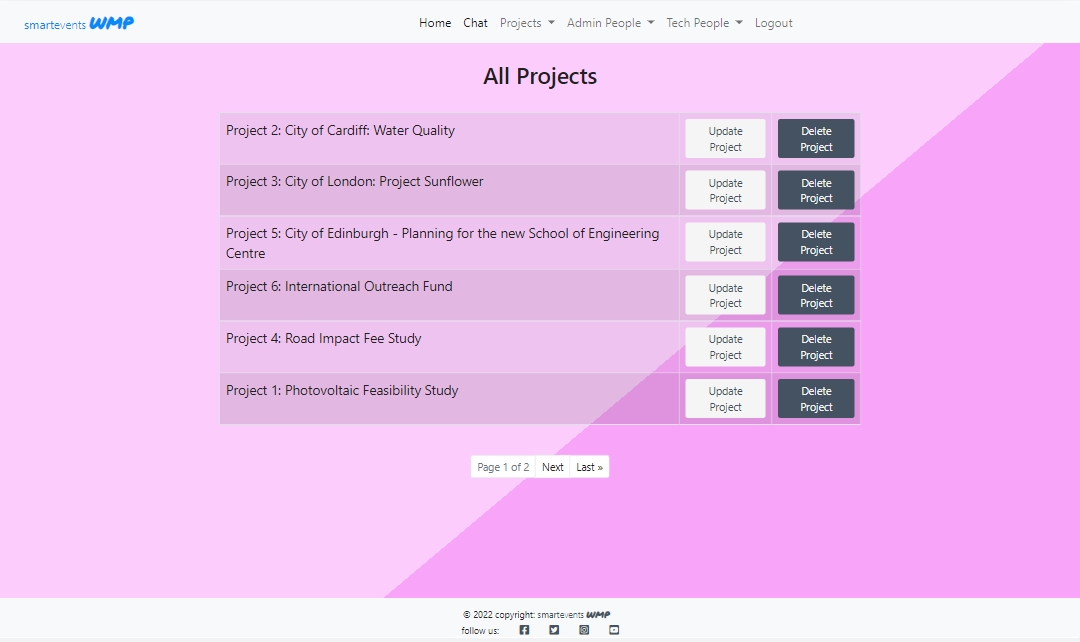 smartevents WMP Home Chat Projects Admin People Tech People Logout
All Projects
Project 2: City of Cardiff: Water Quality
Update
Project
Delete
Project
Project 3: City of London: Project Sunflower
Update
Project
Delete
Project
Project 5: City of Edinburgh - Planning for the new School of Engineering
Centre
Update
Project
Delete
Project
Project 6: International Outreach Fund
Update
Project
Delete
Project
Project 4: Road Impact Fee Study
Update
Project
Delete
Project
Project 1: Photovoltaic Feasibility Study
Update
Project
Delete
Project
Page 1 of 2 Next Last »
© 2022 copyright: smartevents WMP
follow us: